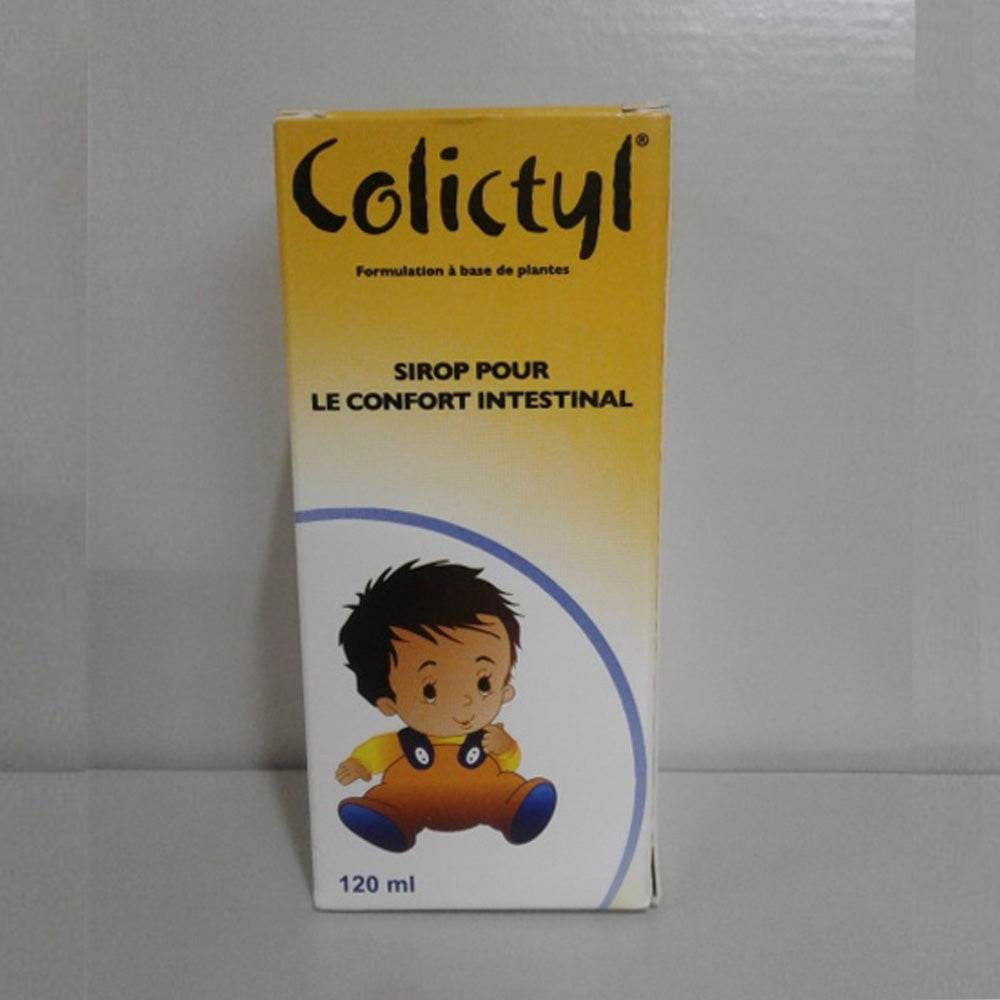 Colictyl®
Formulation à base de plantes
SIROP POUR
LE CONFORT INTESTINAL
120 ml